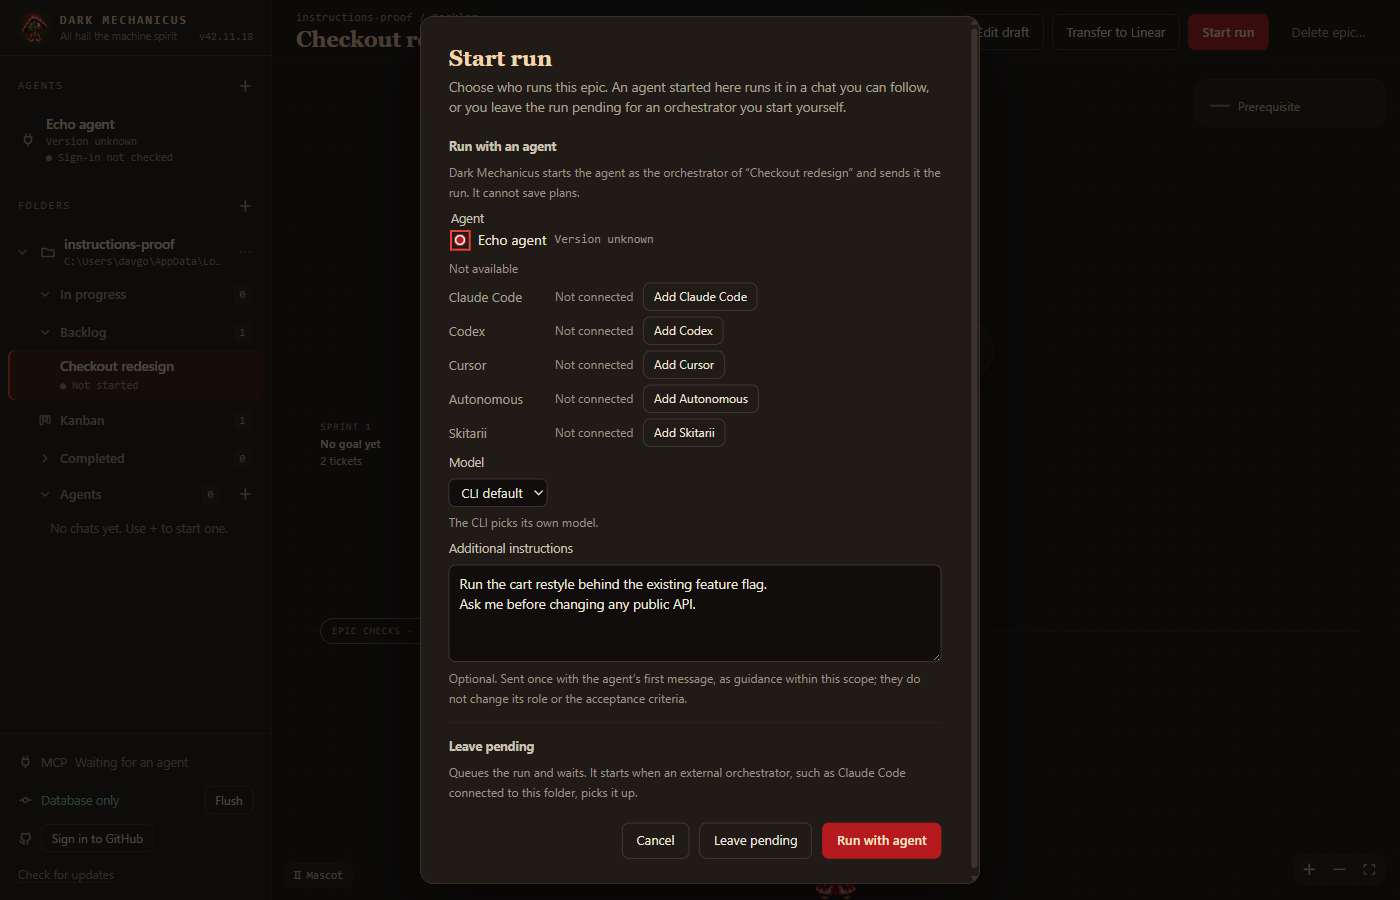 DARK MECHANICUS
All hail the machine spirit v42.11.18
AGENTS
Echo agent
Version unknown
Sign-in not checked
FOLDERS
instructions-proof
C:\Users\davgo\AppData\Lo…
In progress 0
Backlog 1
Checkout redesign
Not started
Kanban 1
Completed 0
Agents 0
No chats yet. Use + to start one.
MCP Waiting for an agent
Database only Flush
Sign in to GitHub
Check for updates
instructions-proof /
Checkout re
Edit draft Transfer to Linear Start run Delete epic…
Prerequisite
SPRINT 1
No goal yet
2 tickets
EPIC CHECKS ·
Mascot
Start run
Choose who runs this epic. An agent started here runs it in a chat you can follow,
or you leave the run pending for an orchestrator you start yourself.
Run with an agent
Dark Mechanicus starts the agent as the orchestrator of “Checkout redesign” and sends it the
run. It cannot save plans.
Agent
Echo agent Version unknown
Not available
Claude Code Not connected Add Claude Code
Codex Not connected Add Codex
Cursor Not connected Add Cursor
Autonomous Not connected Add Autonomous
Skitarii Not connected Add Skitarii
Model
CLI default
The CLI picks its own model.
Additional instructions
Run the cart restyle behind the existing feature flag.
Ask me before changing any public API.
Optional. Sent once with the agent’s first message, as guidance within this scope; they do
not change its role or the acceptance criteria.
Leave pending
Queues the run and waits. It starts when an external orchestrator, such as Claude Code
connected to this folder, picks it up.
Cancel Leave pending Run with agent